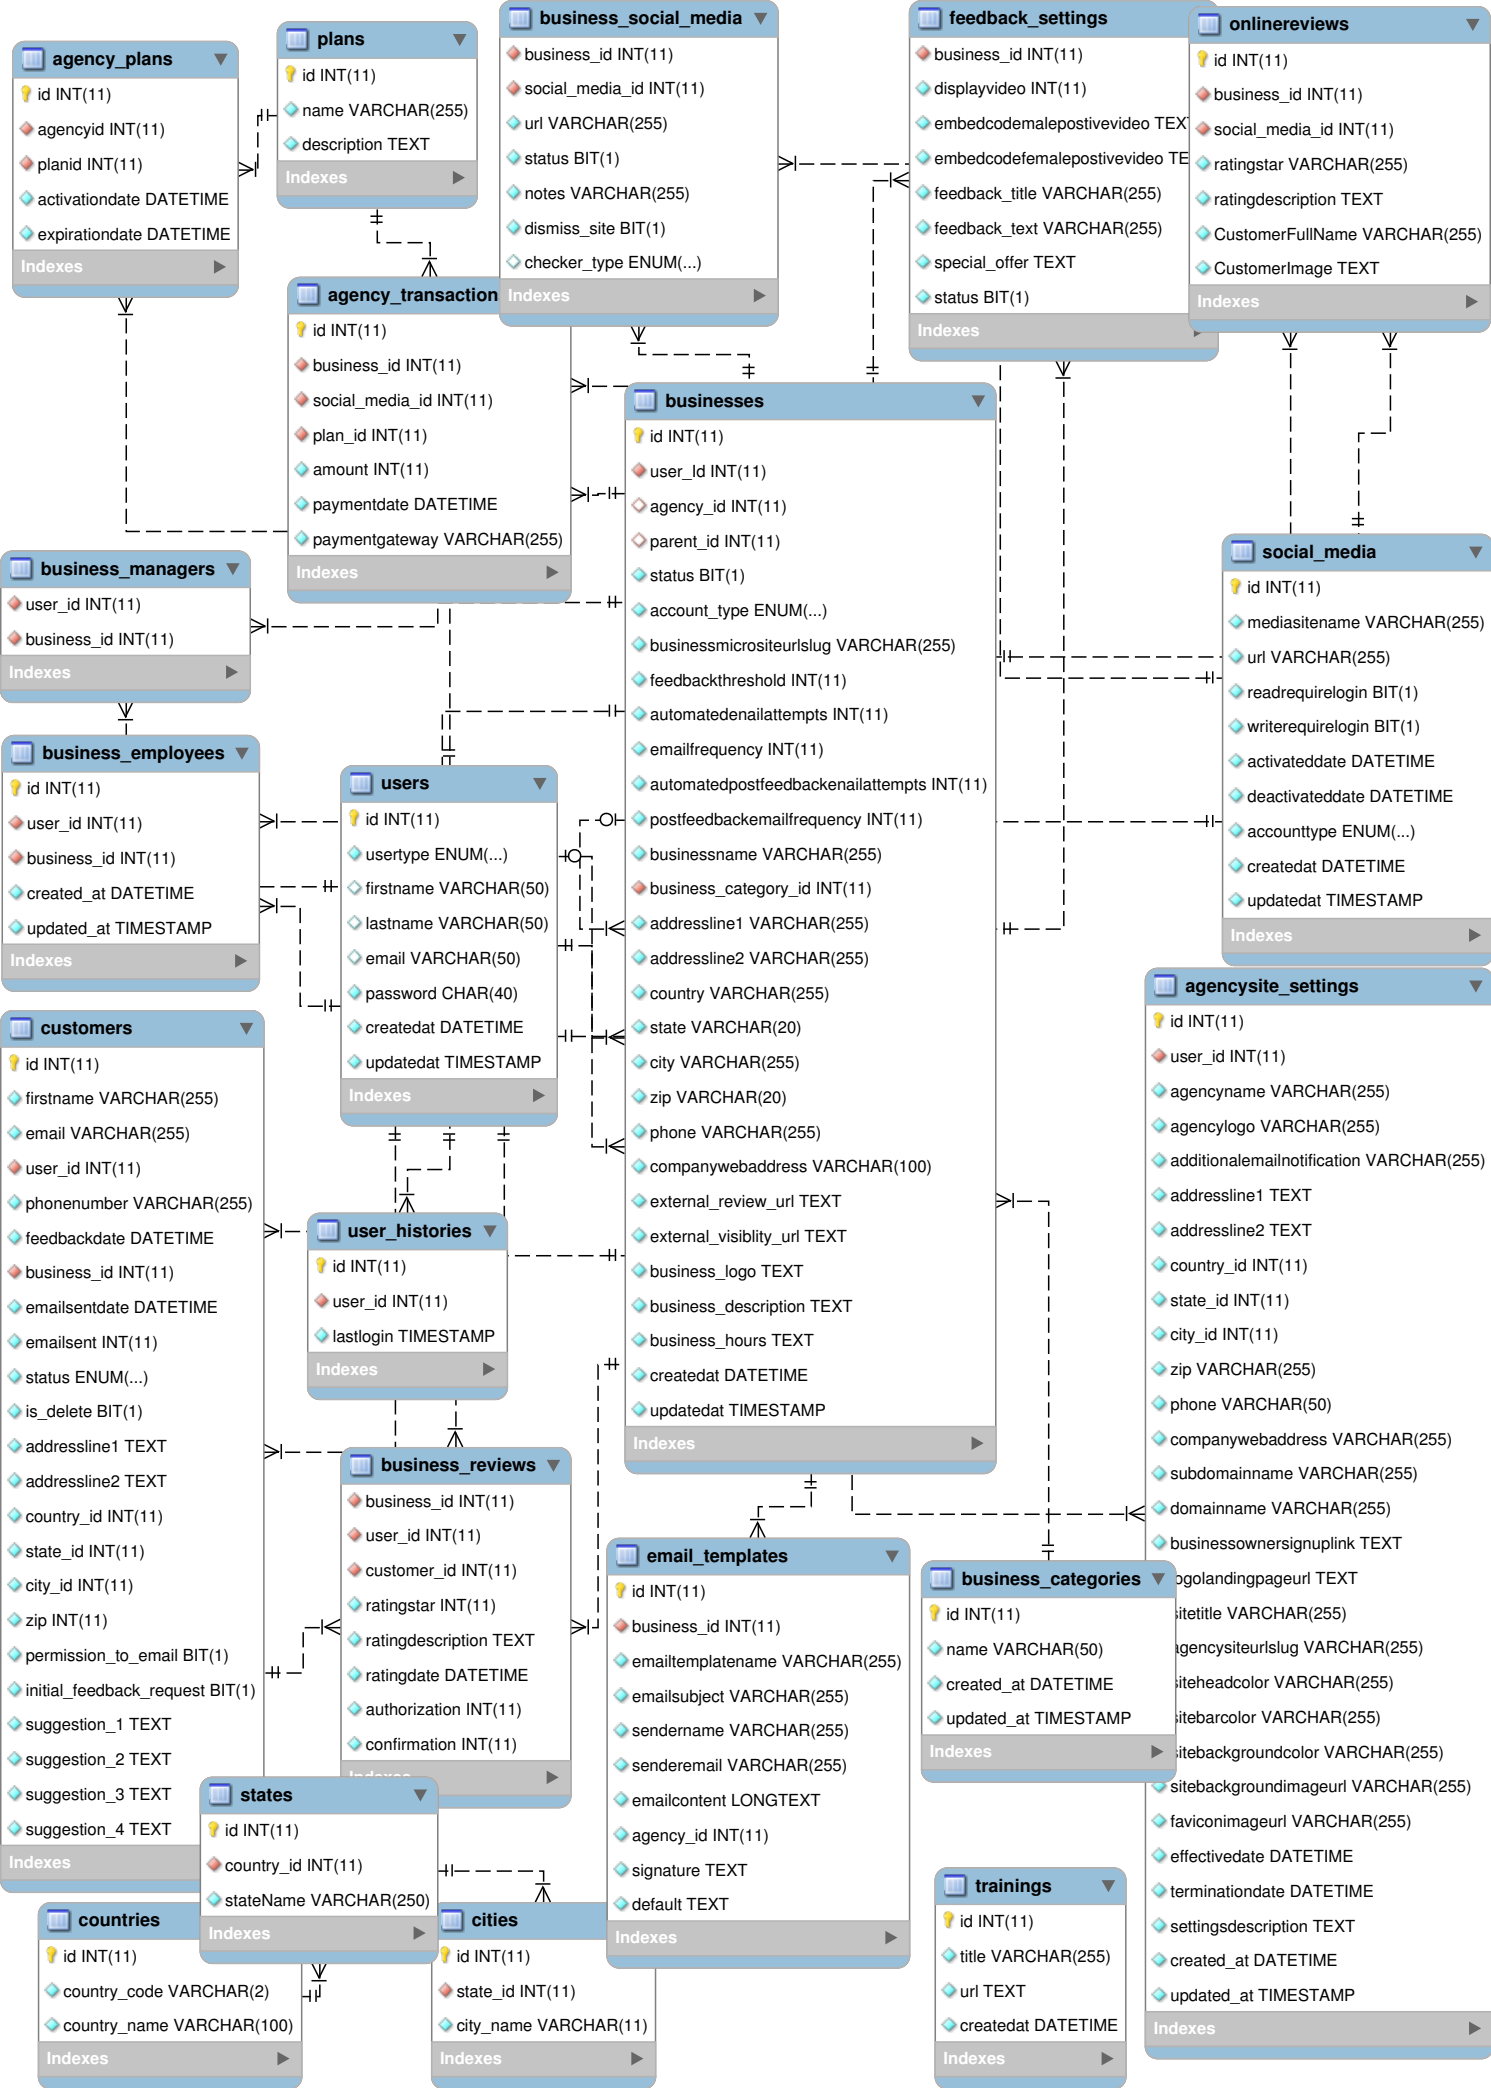 agency_plans
id INT(11)
agencyid INT(11)
planid INT(11)
activationdate DATETIME
expirationdate DATETIME
Indexes
plans
id INT(11)
name VARCHAR(255)
description TEXT
Indexes
business_social_media
business_id INT(11)
social_media_id INT(11)
url VARCHAR(255)
status BIT(1)
notes VARCHAR(255)
dismiss_site BIT(1)
checker_type ENUM(...)
Indexes
feedback_settings
business_id INT(11)
displayvideo INT(11)
embedcodemalepostivevideo TEX
embedcodefemalepostivevideo TE
feedback_title VARCHAR(255)
feedback_text VARCHAR(255)
special_offer TEXT
status BIT(1)
Indexes
onlinereviews
id INT(11)
business_id INT(11)
social_media_id INT(11)
ratingstar VARCHAR(255)
ratingdescription TEXT
CustomerFullName VARCHAR(255)
CustomerImage TEXT
Indexes
agency_transaction
id INT(11)
business_id INT(11)
social_media_id INT(11)
plan_id INT(11)
amount INT(11)
paymentdate DATETIME
paymentgateway VARCHAR(255)
Indexes
businesses
id INT(11)
user_Id INT(11)
agency_id INT(11)
parent_id INT(11)
status BIT(1)
account_type ENUM(...)
businessmicrositeurlslug VARCHAR(255)
feedbackthreshold INT(11)
automatedenailattempts INT(11)
emailfrequency INT(11)
automatedpostfeedbackenailattempts INT(11)
postfeedbackemailfrequency INT(11)
businessname VARCHAR(255)
business_category_id INT(11)
addressline1 VARCHAR(255)
addressline2 VARCHAR(255)
country VARCHAR(255)
state VARCHAR(20)
city VARCHAR(255)
zip VARCHAR(20)
phone VARCHAR(255)
companywebaddress VARCHAR(100)
external_review_url TEXT
external_visiblity_url TEXT
business_logo TEXT
business_description TEXT
business_hours TEXT
createdat DATETIME
updatedat TIMESTAMP
Indexes
social_media
id INT(11)
mediasitename VARCHAR(255)
url VARCHAR(255)
readrequirelogin BIT(1)
writerequirelogin BIT(1)
activateddate DATETIME
deactivateddate DATETIME
accounttype ENUM(...)
createdat DATETIME
updatedat TIMESTAMP
Indexes
business_managers
user_id INT(11)
business_id INT(11)
Indexes
business_employees
id INT(11)
user_id INT(11)
business_id INT(11)
created_at DATETIME
updated_at TIMESTAMP
Indexes
users
id INT(11)
usertype ENUM(...)
firstname VARCHAR(50)
lastname VARCHAR(50)
email VARCHAR(50)
password CHAR(40)
createdat DATETIME
updatedat TIMESTAMP
Indexes
customers
id INT(11)
firstname VARCHAR(255)
email VARCHAR(255)
user_id INT(11)
phonenumber VARCHAR(255)
feedbackdate DATETIME
business_id INT(11)
emailsentdate DATETIME
emailsent INT(11)
status ENUM(...)
is_delete BIT(1)
addressline1 TEXT
addressline2 TEXT
country_id INT(11)
state_id INT(11)
city_id INT(11)
zip INT(11)
permission_to_email BIT(1)
initial_feedback_request BIT(1)
suggestion_1 TEXT
suggestion_2 TEXT
suggestion_3 TEXT
suggestion_4 TEXT
Indexes
user_histories
id INT(11)
user_id INT(11)
lastlogin TIMESTAMP
Indexes
business_reviews
business_id INT(11)
user_id INT(11)
customer_id INT(11)
ratingstar INT(11)
ratingdescription TEXT
ratingdate DATETIME
authorization INT(11)
confirmation INT(11)
Indexes
agencysite_settings
id INT(11)
user_id INT(11)
agencyname VARCHAR(255)
agencylogo VARCHAR(255)
additionalemailnotification VARCHAR(255)
addressline1 TEXT
addressline2 TEXT
country_id INT(11)
state_id INT(11)
city_id INT(11)
zip VARCHAR(255)
phone VARCHAR(50)
companywebaddress VARCHAR(255)
subdomainname VARCHAR(255)
domainname VARCHAR(255)
businessownersignuplink TEXT
ogolandingpageurl TEXT
sitetitle VARCHAR(255)
agencysiteurlslug VARCHAR(255)
siteheadcolor VARCHAR(255)
sitebarcolor VARCHAR(255)
sitebackgroundcolor VARCHAR(255)
sitebackgroundimageurl VARCHAR(255)
faviconimageurl VARCHAR(255)
effectivedate DATETIME
terminationdate DATETIME
settingsdescription TEXT
created_at DATETIME
updated_at TIMESTAMP
Indexes
email_templates
id INT(11)
business_id INT(11)
emailtemplatename VARCHAR(255)
emailsubject VARCHAR(255)
sendername VARCHAR(255)
senderemail VARCHAR(255)
emailcontent LONGTEXT
agency_id INT(11)
signature TEXT
default TEXT
Indexes
business_categories
id INT(11)
name VARCHAR(50)
created_at DATETIME
updated_at TIMESTAMP
Indexes
states
id INT(11)
country_id INT(11)
stateName VARCHAR(250)
Indexes
countries
id INT(11)
country_code VARCHAR(2)
country_name VARCHAR(100)
Indexes
cities
id INT(11)
state_id INT(11)
city_name VARCHAR(11)
Indexes
trainings
id INT(11)
title VARCHAR(255)
url TEXT
createdat DATETIME
Indexes